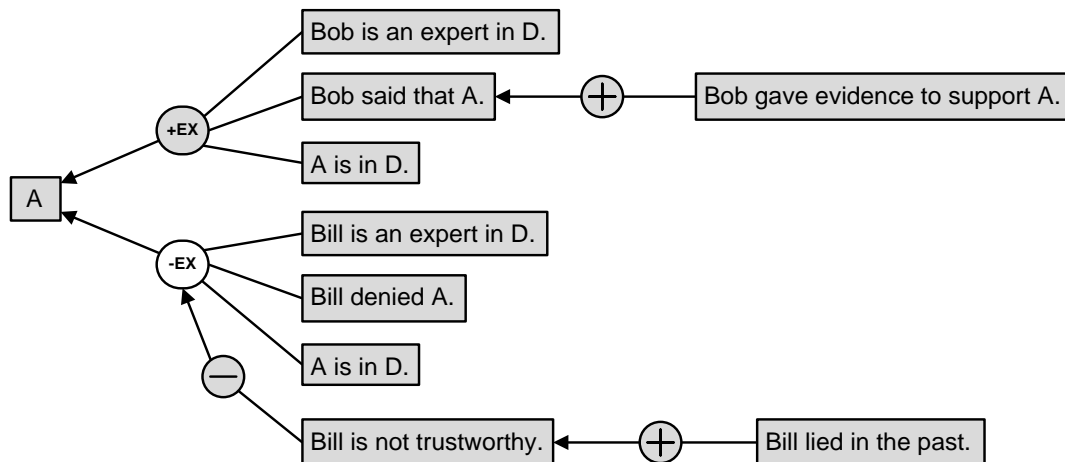 Bob is an expert in D.
Bob said that A.
+
Bob gave evidence to support A.
+EX
A is in D.
A
Bill is an expert in D.
-EX
Bill denied A.
A is in D.
−
Bill is not trustworthy.
+
Bill lied in the past.